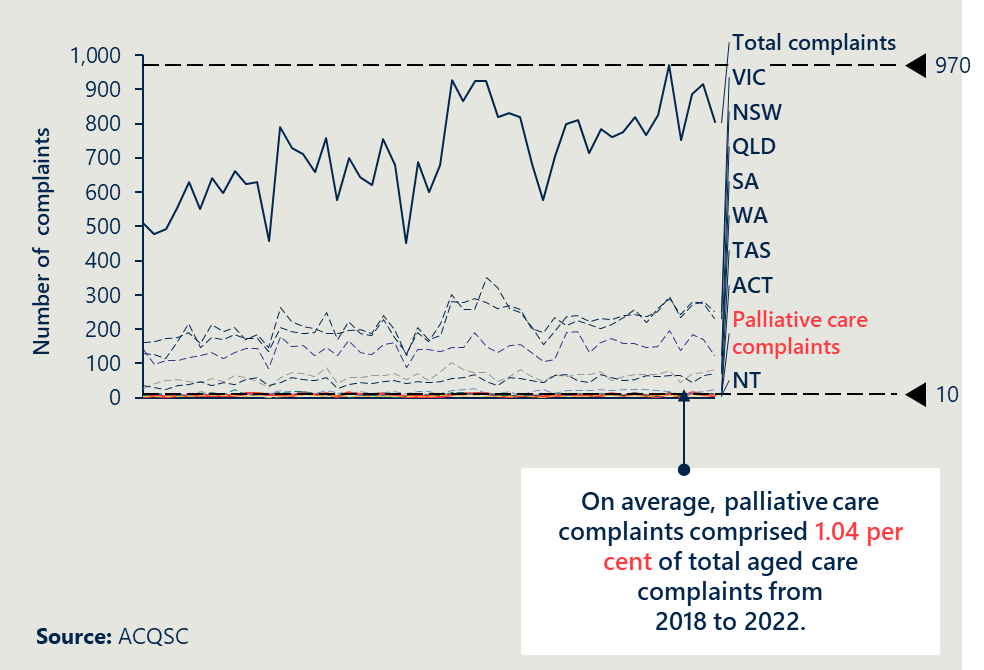 Total complaints
1,000
970
VIC
900
NSW
800
QLD
700
SA
600
WA
500
TAS
400
ACT
300
Palliative care
complaints
200
100
NT
0
10
Number of complaints
On average, palliative care
complaints comprised 1.04 per
cent of total aged care
complaints from
2018 to 2022.
Source: ACQSC